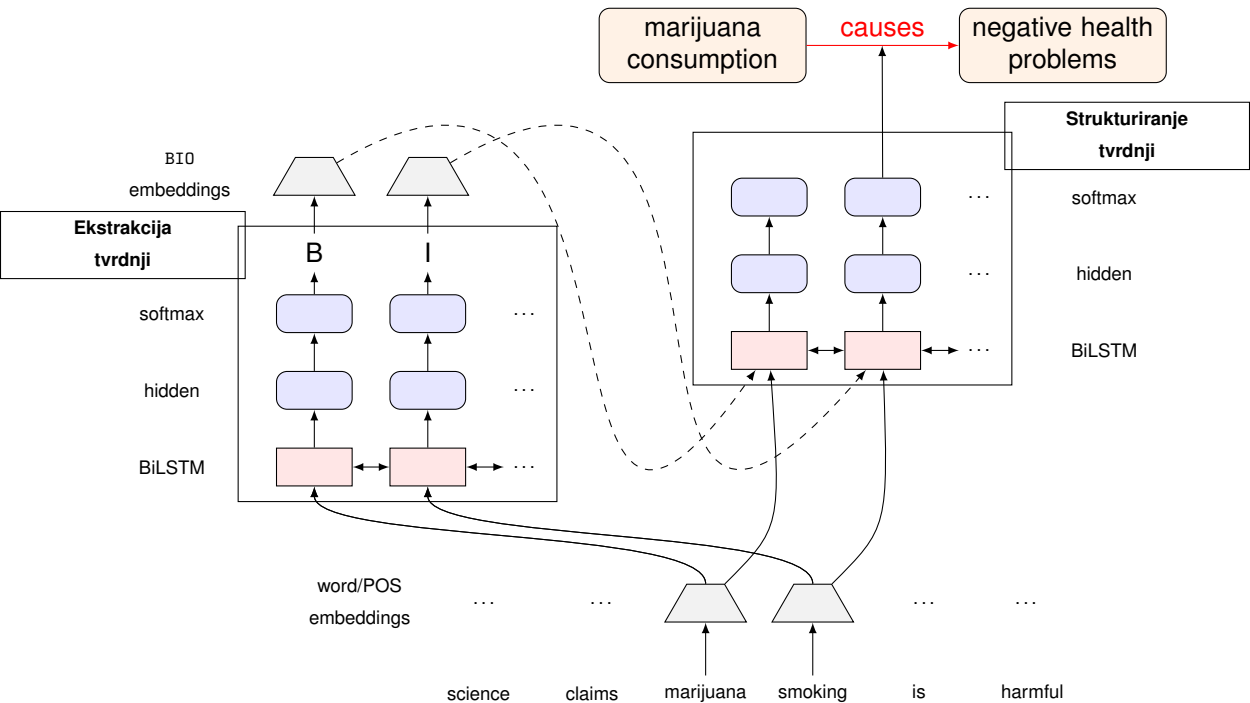 marijuana
consumption
causes
negative health
problems
Strukturiranje
tvrdnji
BIO
embeddings
softmax
...
Ekstrakcija
tvrdnji
B
I
hidden
...
softmax
...
BiLSTM
...
hidden
...
BiLSTM
...
word/POS
embeddings
... ... ... ...
science claims marijuana smoking is harmful